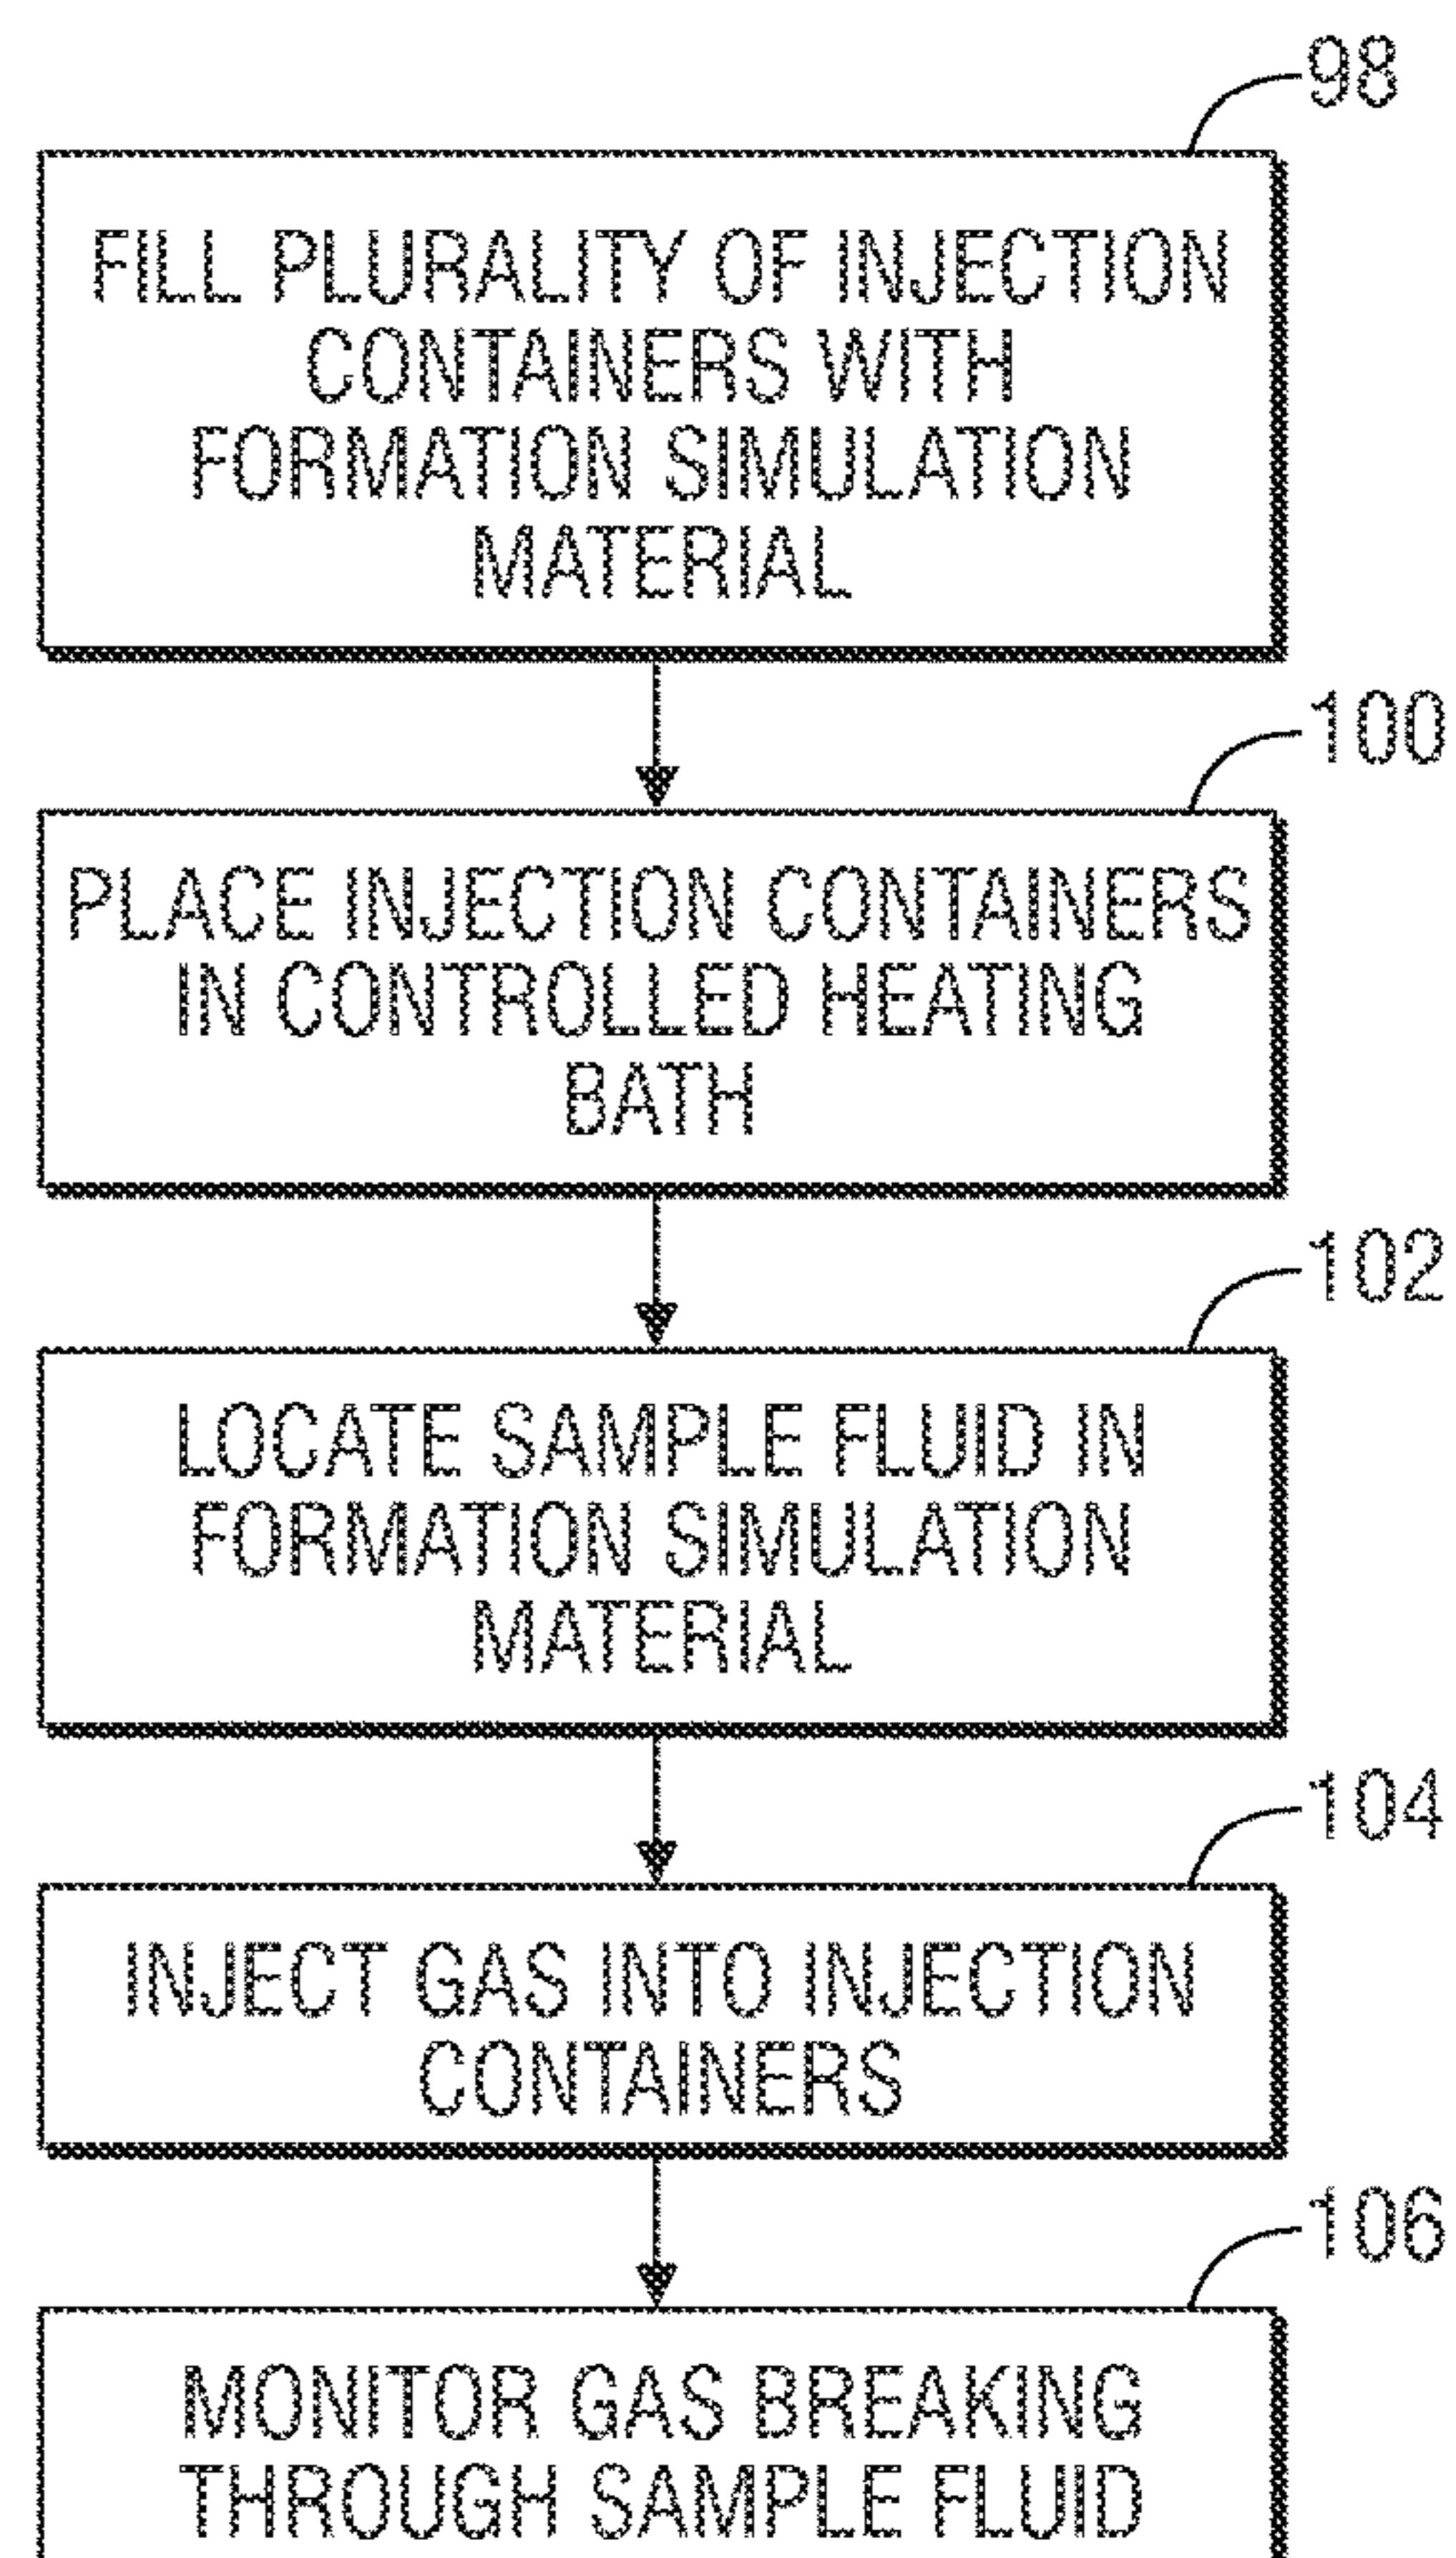 98
FILL PLURALITY OF INJECTION
CONTAINERS WITH
FORMATION SIMULATION
MATERIAL
100
PLACE INJECTION CONTAINERS
IN CONTROLLED HEATING
BATH
102
LOCATE SAMPLE FLUID IN
FORMATION SIMULATION
MATERIAL
104
INJECT GAS INTO INJECTION
CONTAINERS
106
MONITOR GAS BREAKING
THROUGH SAMPLE FLUID